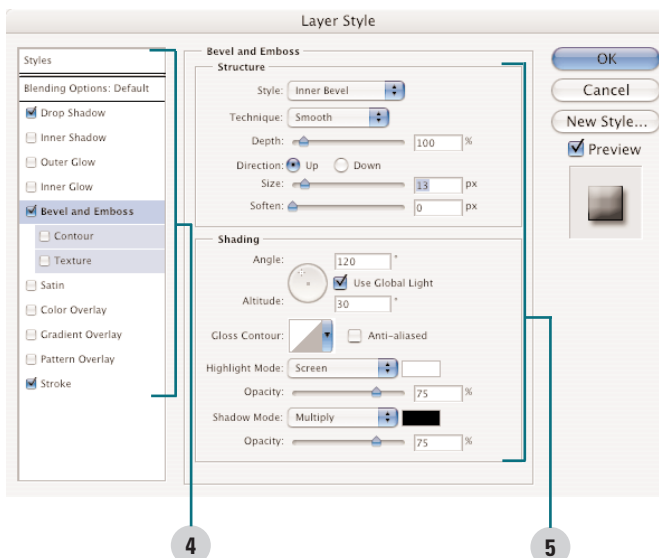 Layer Style
Styles
Blending Options: Default
Drop Shadow
Inner Shadow
Outer Glow
Inner Glow
Bevel and Emboss
Contour
Texture
Satin
Color Overlay
Gradient Overlay
Pattern Overlay
Stroke
Bevel and Emboss
Structure
Style: Inner Bevel
Technique: Smooth
Depth: 100 %
Direction: Up Down
Size: 13 px
Soften: 0 px
Shading
Angle: 120 °
Use Global Light
Altitude: 30 °
Gloss Contour: Anti-aliased
Highlight Mode: Screen
Opacity: 75 %
Shadow Mode: Multiply
Opacity: 75 %
OK
Cancel
New Style...
Preview
4
5